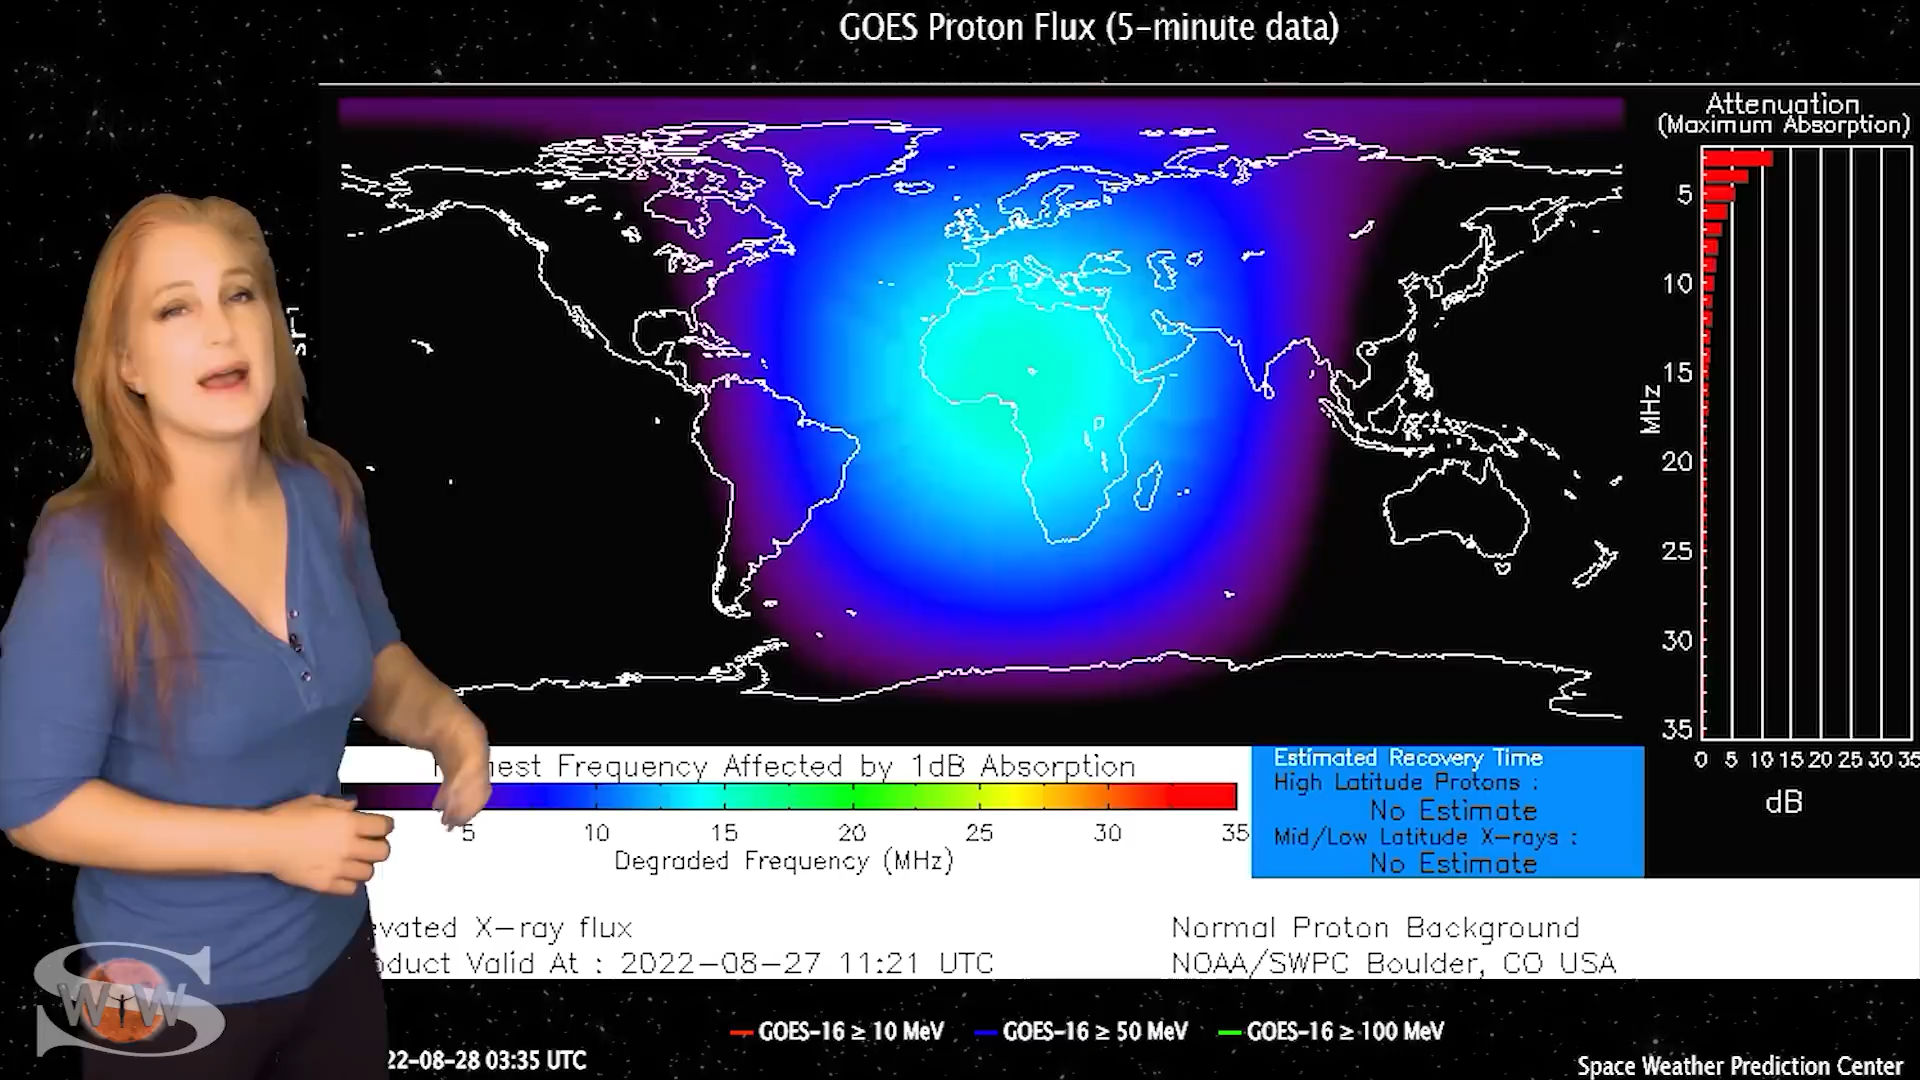 GOES Proton Flux (5-minute data)
Attenuation
(Maximum Absorption)
5
10
15
20
25
30
35
MHz
0 5 10 15 20 25 30 35
dB
Highest Frequency Affected by 1dB Absorption
5 10 15 20 25 30 35
Degraded Frequency (MHz)
Estimated Recovery Time
High Latitude Protons :
No Estimate
Mid/Low Latitude X-rays :
No Estimate
evated X-ray flux
Normal Proton Background
duct Valid At : 2022-08-27 11:21 UTC
NOAA/SWPC Boulder, CO USA
GOES-16 ≥ 10 MeV GOES-16 ≥ 50 MeV GOES-16 ≥ 100 MeV
22-08-28 03:35 UTC
Space Weather Prediction Center
SWW